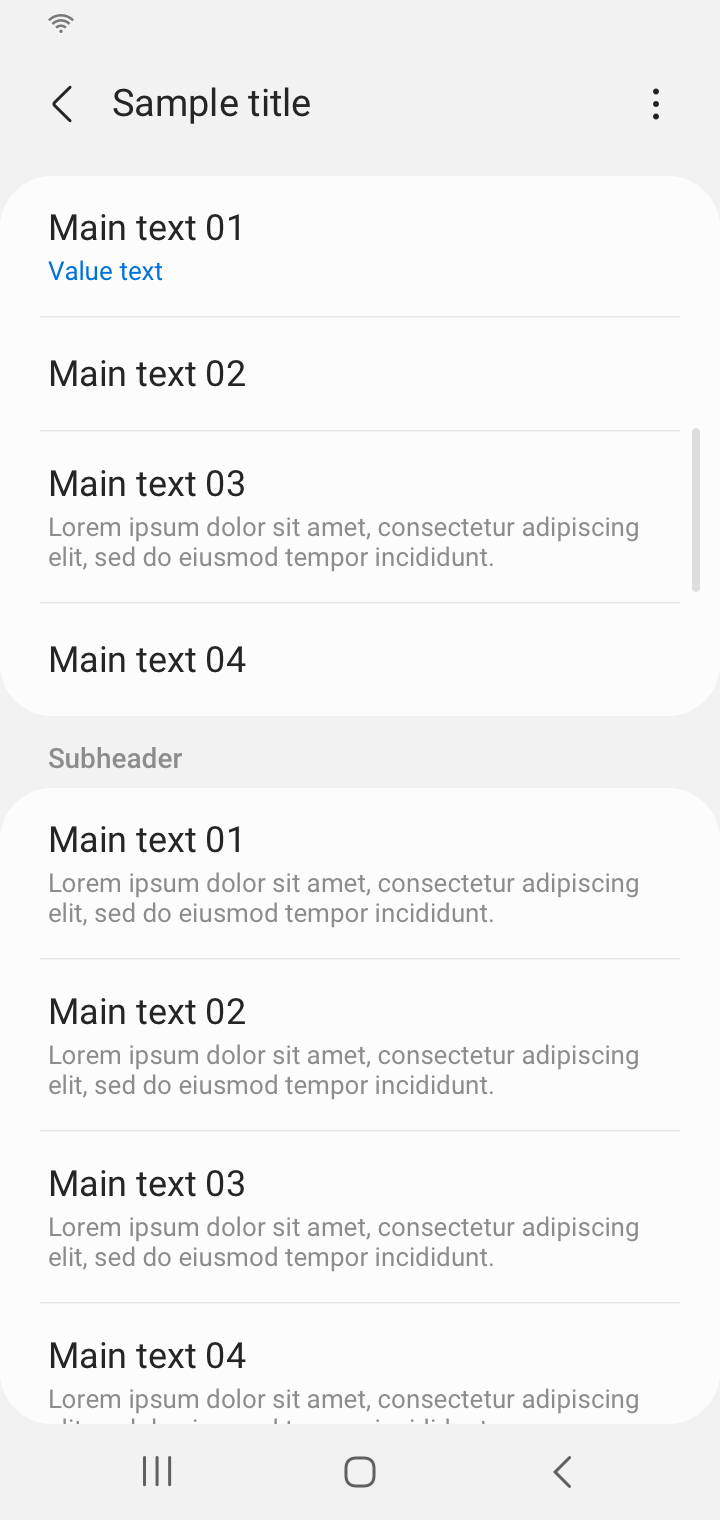 Sample title
Main text 01
Value text
Main text 02
Main text 03
Lorem ipsum dolor sit amet, consectetur adipiscing
elit, sed do eiusmod tempor incididunt.
Main text 04
Subheader
Main text 01
Lorem ipsum dolor sit amet, consectetur adipiscing
elit, sed do eiusmod tempor incididunt.
Main text 02
Lorem ipsum dolor sit amet, consectetur adipiscing
elit, sed do eiusmod tempor incididunt.
Main text 03
Lorem ipsum dolor sit amet, consectetur adipiscing
elit, sed do eiusmod tempor incididunt.
Main text 04
Lorem ipsum dolor sit amet, consectetur adipiscing